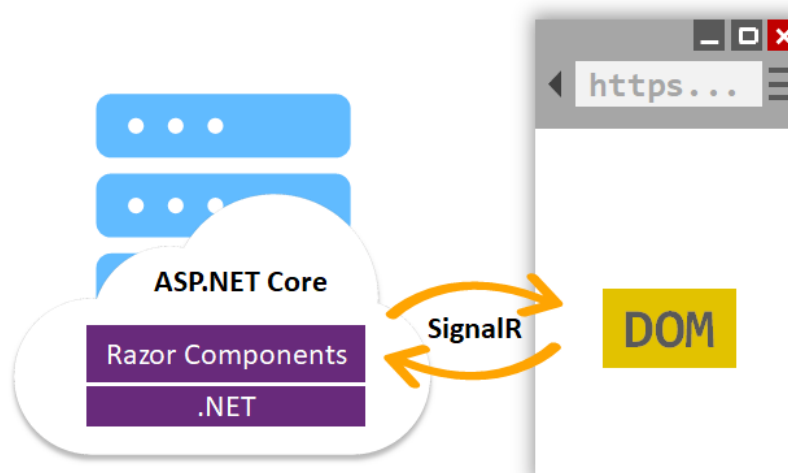 https...
ASP.NET Core
SignalR
DOM
Razor Components
.NET